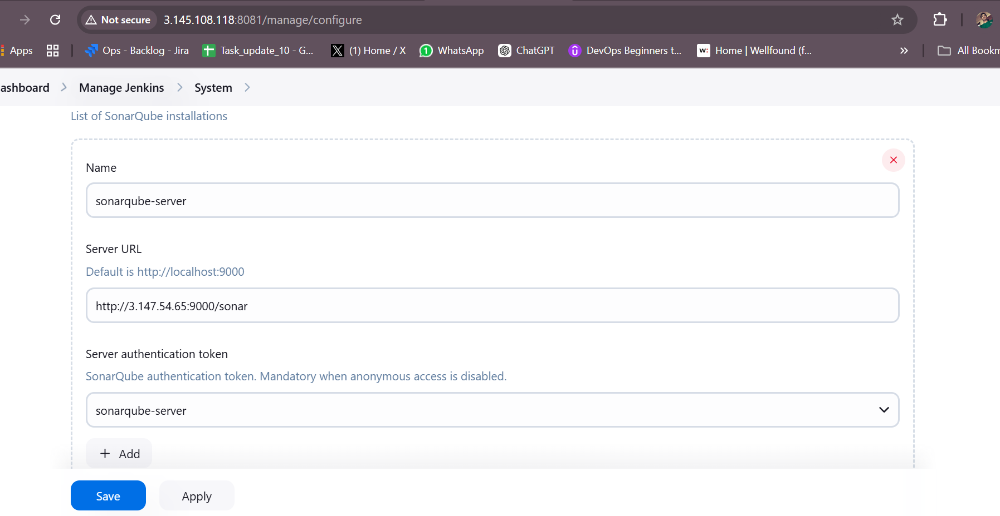 Not secure 3.145.108.118:8081/manage/configure
Apps Ops - Backlog - Jira Task_update_10 - G... (1) Home / X 1 WhatsApp ChatGPT DevOps Beginners t... w: Home | Wellfound (f... » All Bookm
ashboard > Manage Jenkins > System >
List of SonarQube installations
Name
sonarqube-server
Server URL
Default is http://localhost:9000
http://3.147.54.65:9000/sonar
Server authentication token
SonarQube authentication token. Mandatory when anonymous access is disabled.
sonarqube-server
+ Add
Save Apply